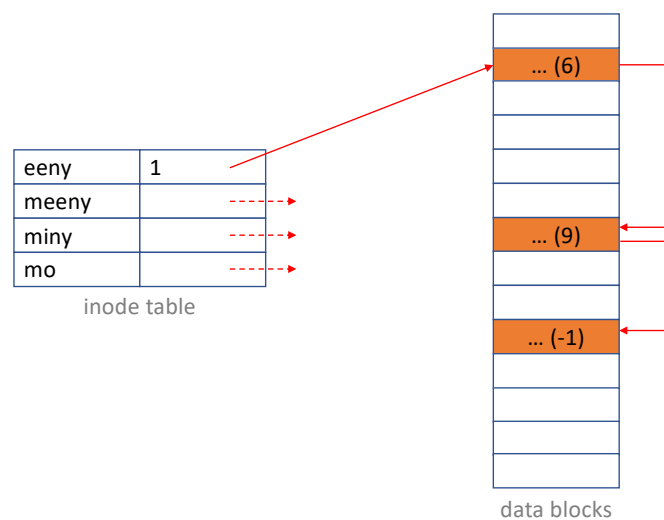 ... (6)
eeny 1
meeny
miny
mo
inode table
... (9)
... (-1)
data blocks